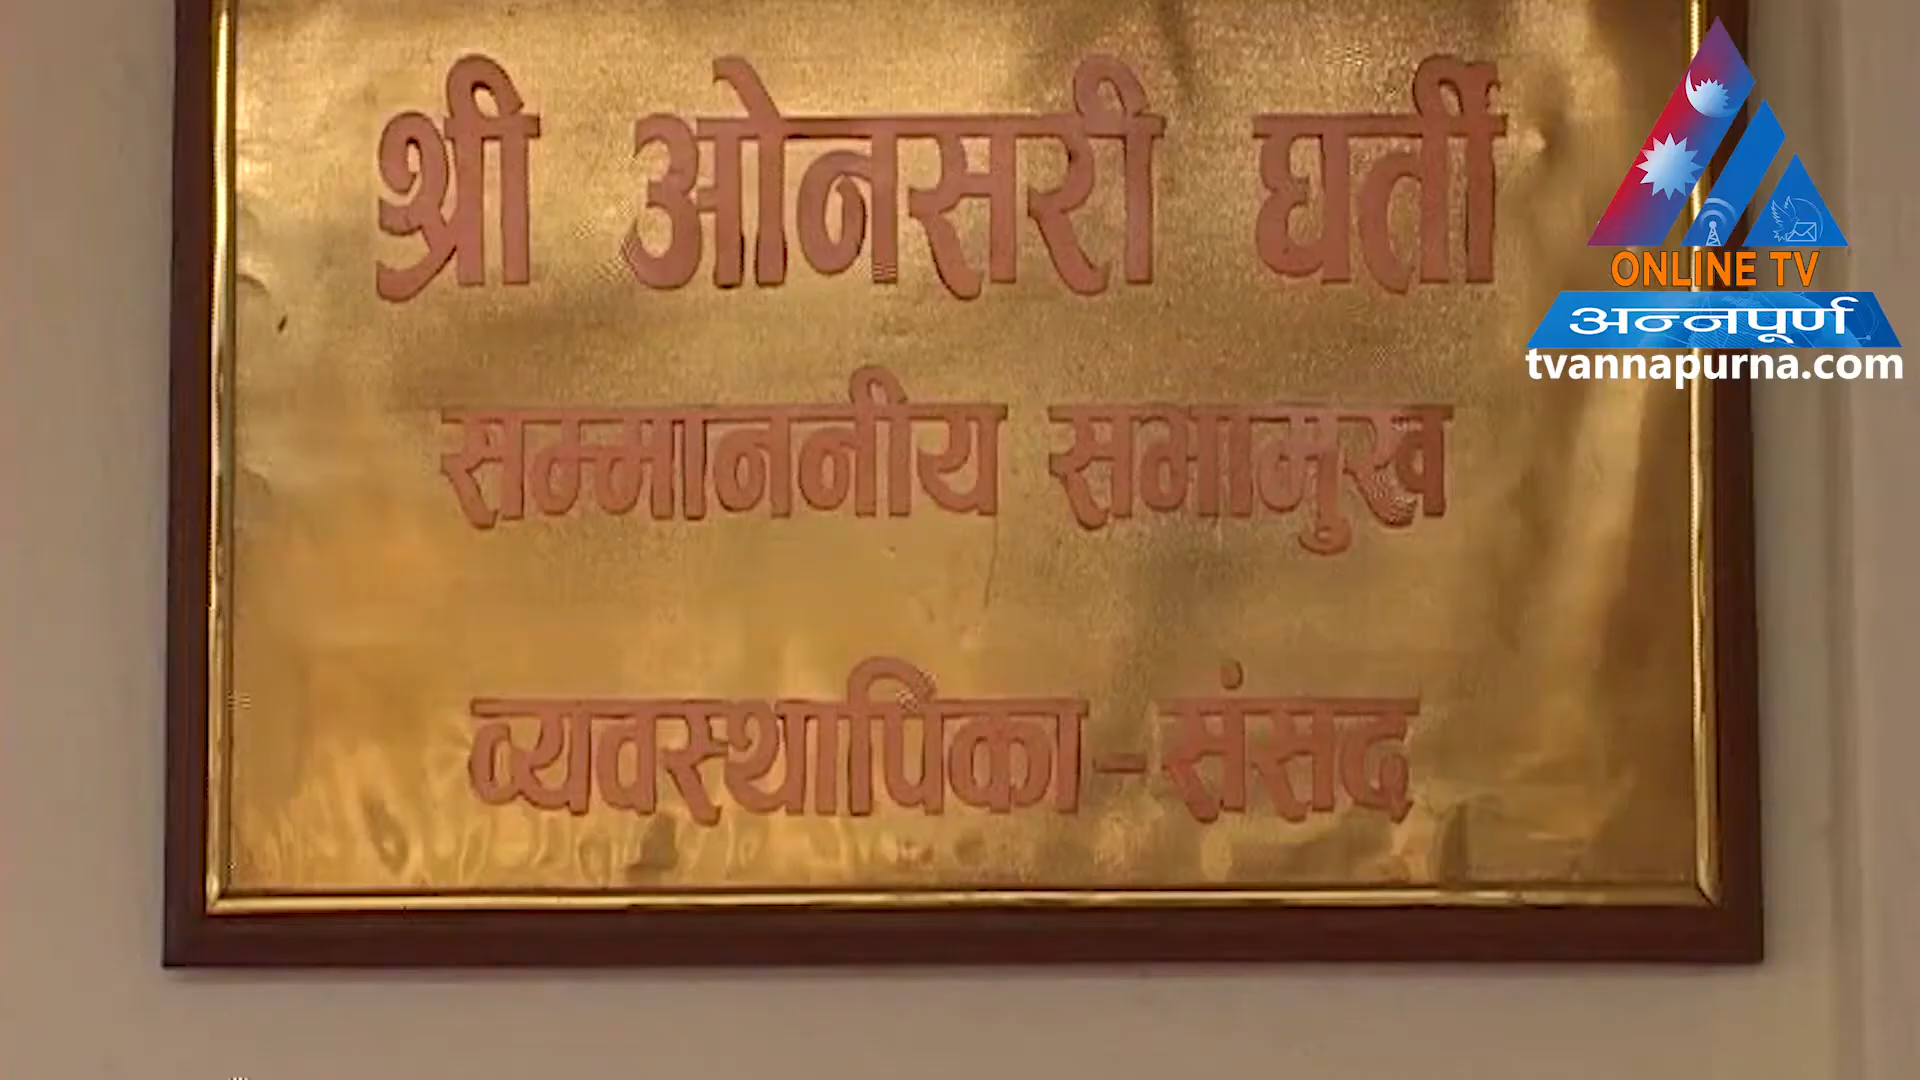 श्री ओनसरी घर्ती
सम्माननीय सभामुख
व्यवस्थापिका-संसद
ONLINE TV
अन्नपूर्ण
tvannapurna.com